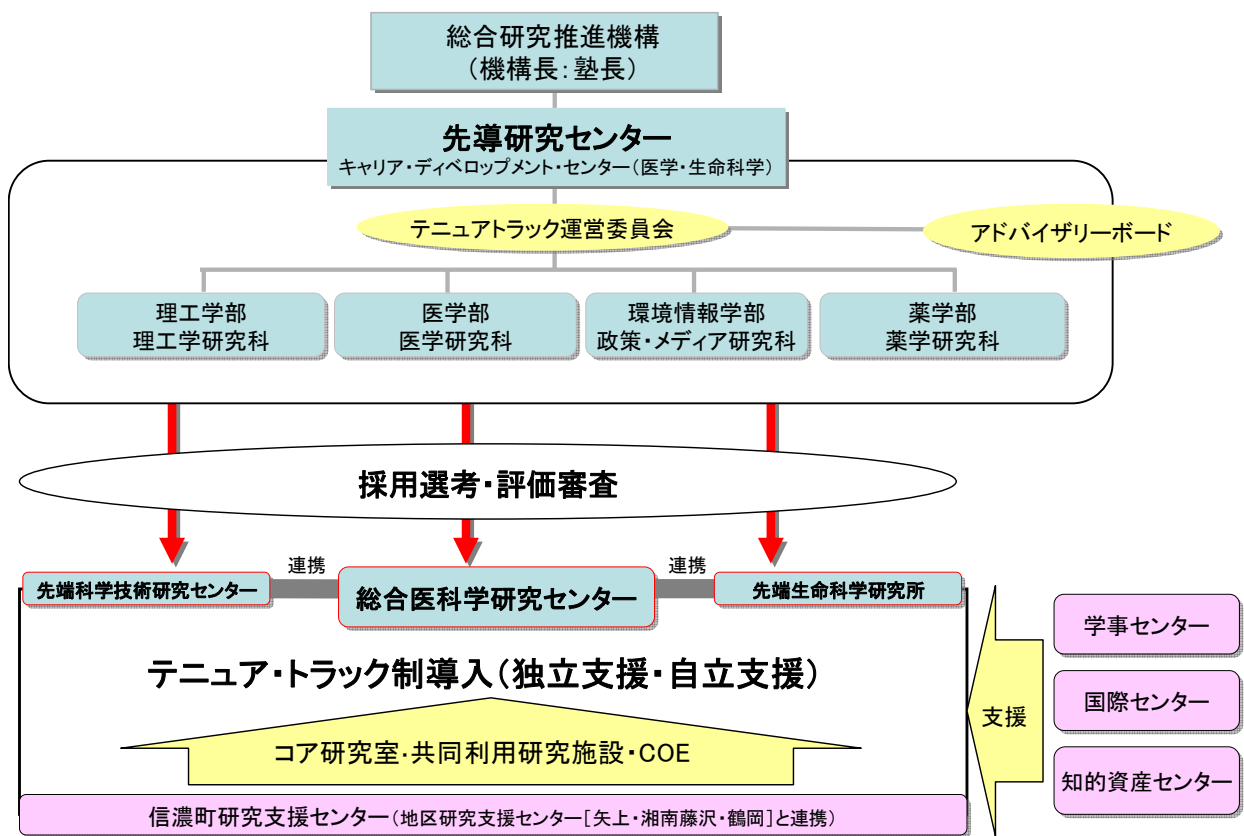 総合研究推進機構
（機構長：塾長）
先導研究センター
キャリア・ディベロップメント・センター（医学・生命科学）
テニュアトラック運営委員会
アドバイザリーボード
理工学部
理工学研究科
医学部
医学研究科
環境情報学部
政策・メディア研究科
薬学部
薬学研究科
採用選考・評価審査
先端科学技術研究センター
連携
総合医科学研究センター
連携
先端生命科学研究所
テニュア・トラック制導入（独立支援・自立支援）
コア研究室・共同利用研究施設・COE
信濃町研究支援センター（地区研究支援センター［矢上・湘南藤沢・鶴岡］と連携）
支援
学事センター
国際センター
知的資産センター